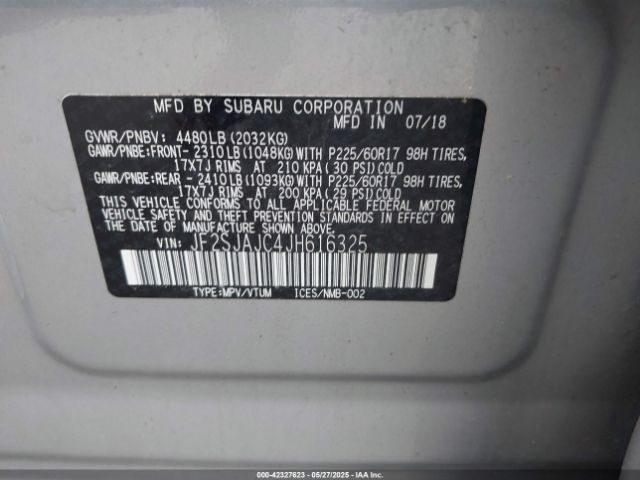 MFD BY SUBARU CORPORATION
MFD IN 07/18
GVWR/PNBV: 4480LB(2032KG)
GAWR/PNBE:FRONT- 2310LB(1048KG)WITH P225/60R17 98H TIRES,
17X7J RIMS AT 210 KPA(30 PSI)COLD
GAWR/PNBE:REAR - 2410LB(1093KG)WITH P225/60R17 98H TIRES,
17X7J RIMS AT 200 KPA(29 PSI)COLD
THIS VEHICLE CONFORMS TO ALL APPLICABLE FEDERAL MOTOR
VEHICLE SAFETY AND THEFT PREVENTION STANDARDS IN EFFECT ON
THE DATE OF MANUFACTURE SHOWN ABOVE.
VIN: JF2SJAJC4JH616325
TYPE:MPV/VTUM ICES/NMB-002
000-42327623 - 05/27/2025 - IAA Inc.